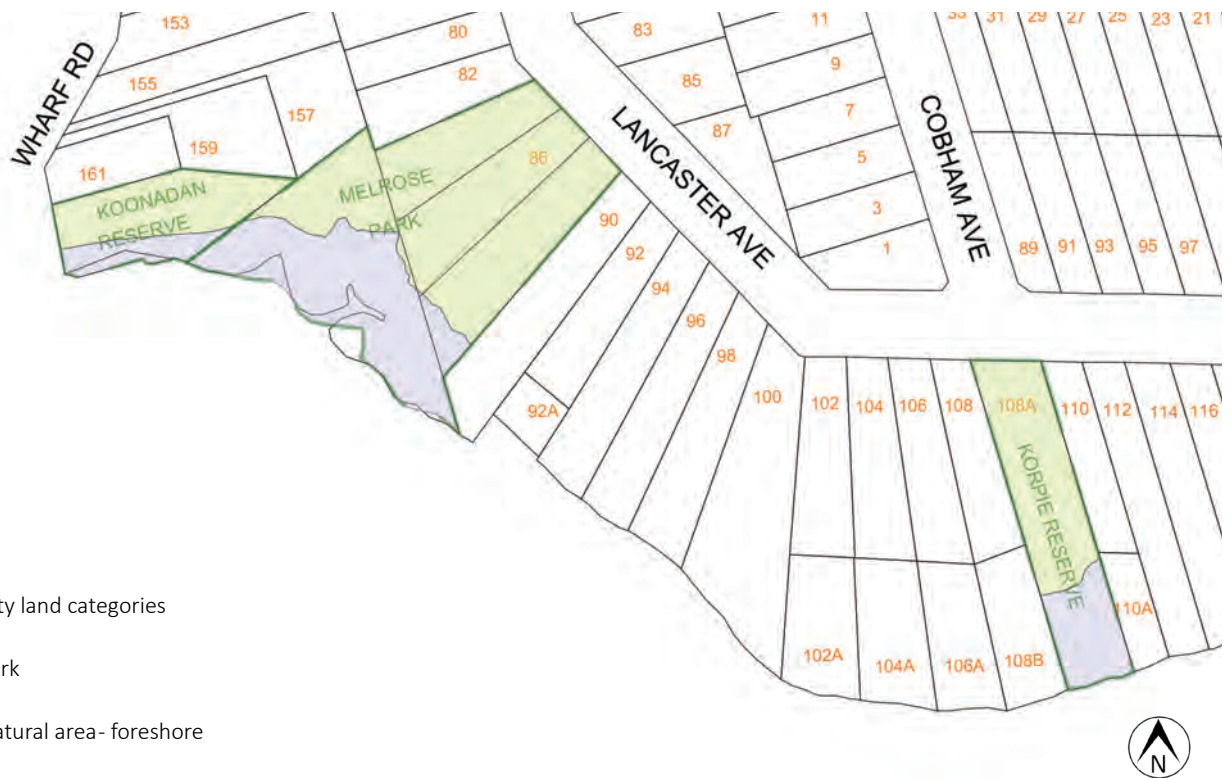 153
155
WHARF RD
157
159
161
KOONADAN
RESERVE
80
82
MELROSE
PARK
86
83
85
87
LANCASTER AVE
11
9
7
5
3
1
COBHAM AVE
33
31
29
27
25
23
21
89
91
93
95
97
90
92
94
96
98
100
92A
102
104
106
108
108A
110
112
114
116
KORPIE RESERVE
102A
104A
106A
108B
110A
ty land categories
rk
atural area- foreshore
N